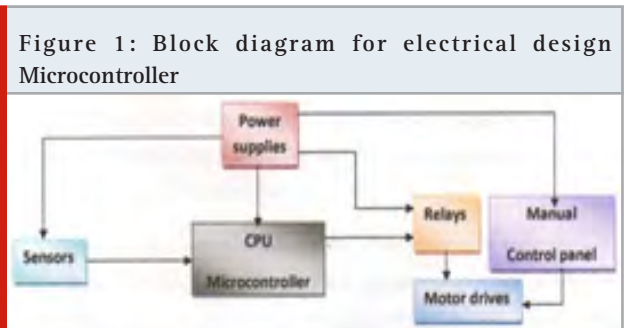 Figure 1: Block diagram for electrical design
Microcontroller
Power
supplies
Sensors
CPU
Microcontroller
Relays
Manual
Control panel
Motor drives